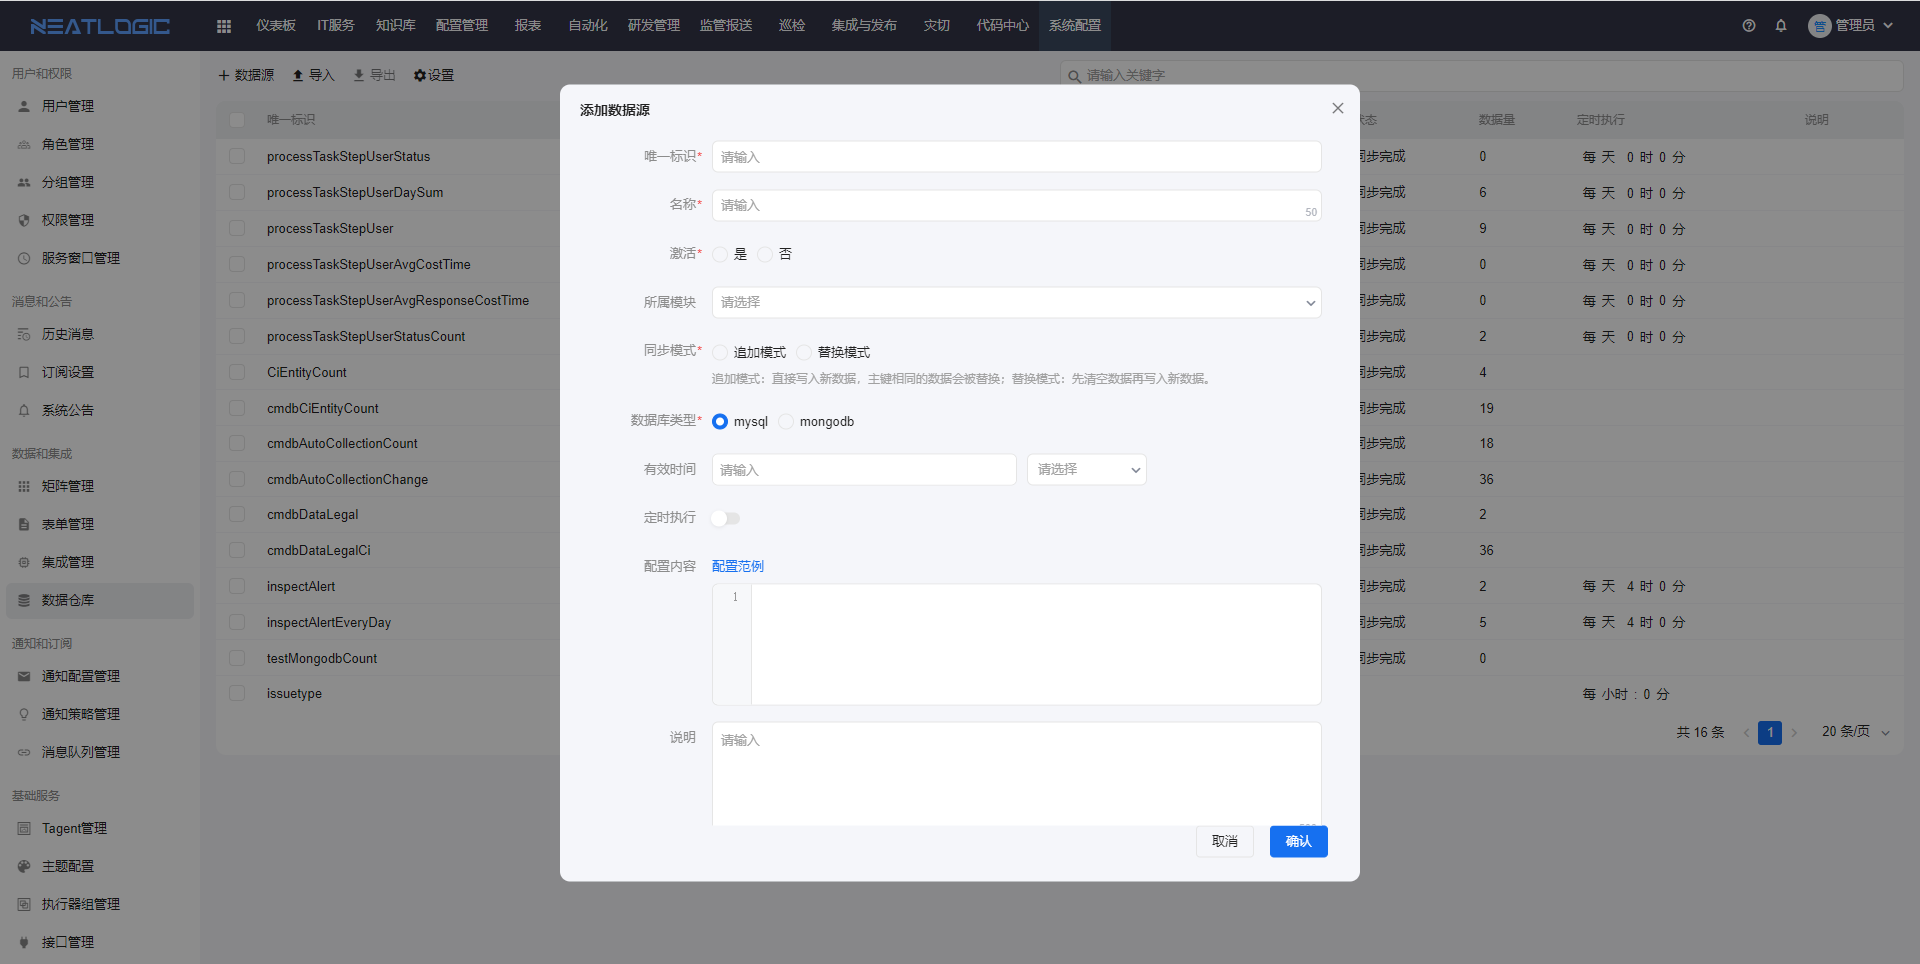 NEATLOGIC 仪表板 IT服务 知识库 配置管理 报表 自动化 研发管理 监管报送 巡检 集成与发布 灾切 代码中心 系统配置 管 管理员
用户和权限
用户管理
角色管理
分组管理
权限管理
服务窗口管理
消息和公告
历史消息
订阅设置
系统公告
数据和集成
矩阵管理
表单管理
集成管理
数据仓库
通知和订阅
通知配置管理
通知策略管理
消息队列管理
基础服务
Tagent管理
主题配置
执行器组管理
接口管理
数据源 导入 导出 设置 请输入关键字
唯一标识 态 数据量 定时执行 说明
processTaskStepUserStatus 同步完成 0 每 天 0 时 0 分
processTaskStepUserDaySum 同步完成 6 每 天 0 时 0 分
processTaskStepUser 同步完成 9 每 天 0 时 0 分
processTaskStepUserAvgCostTime 同步完成 0 每 天 0 时 0 分
processTaskStepUserAvgResponseCostTime 同步完成 0 每 天 0 时 0 分
processTaskStepUserStatusCount 同步完成 2 每 天 0 时 0 分
CiEntityCount 同步完成 4
cmdbCiEntityCount 同步完成 19
cmdbAutoCollectionCount 同步完成 18
cmdbAutoCollectionChange 同步完成 36
cmdbDataLegal 同步完成 2
cmdbDataLegalCi 同步完成 36
inspectAlert 同步完成 2 每 天 4 时 0 分
inspectAlertEveryDay 同步完成 5 每 天 4 时 0 分
testMongodbCount 同步完成 0
issuetype 每 小时 : 0 分
共 16 条 1 20 条/页
添加数据源
唯一标识* 请输入
名称* 请输入 50
激活* 是 否
所属模块 请选择
同步模式* 追加模式 替换模式
追加模式：直接写入新数据，主键相同的数据会被替换；替换模式：先清空数据再写入新数据。
数据库类型* mysql mongodb
有效时间 请输入 请选择
定时执行
配置内容 配置范例
1
说明 请输入
取消 确认